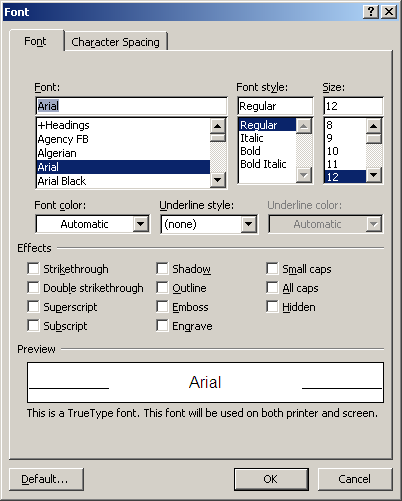 Font
Font Character Spacing
Font: Font style: Size:
Arial Regular 12
+Headings Regular 8
Agency FB Italic 9
Algerian Bold 10
Arial Bold Italic 11
Arial Black 12
Font color: Underline style: Underline color:
Automatic (none) Automatic
Effects
Strikethrough Shadow Small caps
Double strikethrough Outline All caps
Superscript Emboss Hidden
Subscript Engrave
Preview
Arial
This is a TrueType font. This font will be used on both printer and screen.
Default... OK Cancel